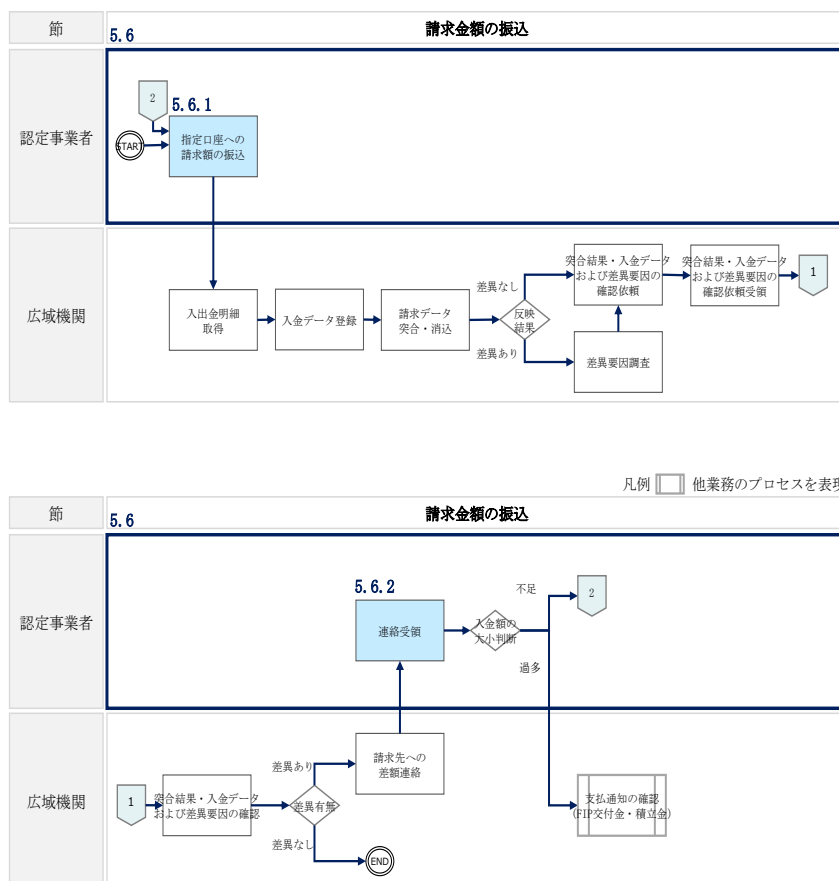 節
5.6
請求金額の振込
認定事業者
2
5.6.1
START
指定口座への
請求額の振込
広域機関
入出金明細
取得
入金データ登録
請求データ
突合・消込
反映
結果
差異なし
差異あり
突合結果・入金データ
および差異要因の
確認依頼
差異要因調査
突合結果・入金データ
および差異要因の
確認依頼受領
1
凡例
他業務のプロセスを表現
節
5.6
請求金額の振込
認定事業者
5.6.2
連絡受領
入金額の
大小判断
不足
2
過多
広域機関
1
突合結果・入金データ
および差異要因の確認
差異有無
差異あり
差異なし
請求先への
差額連絡
END
支払通知の確認
(FIP交付金・積立金)